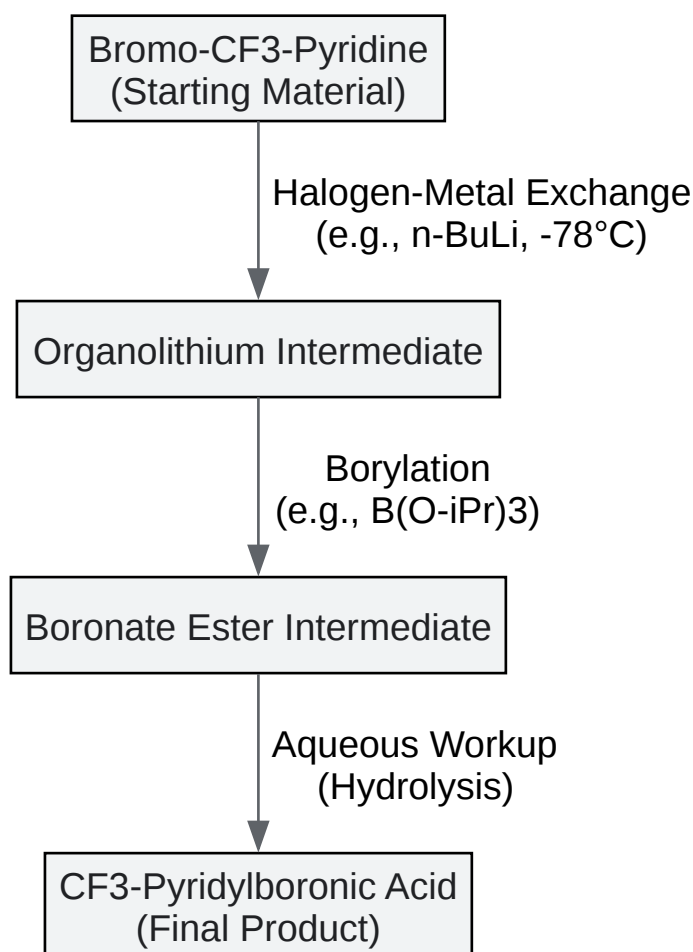 Bromo-CF3-Pyridine
(Starting Material)
Halogen-Metal Exchange
(e.g., n-BuLi, -78°C)
Organolithium Intermediate
Borylation
(e.g., B(O-iPr)3)
Boronate Ester Intermediate
Aqueous Workup
(Hydrolysis)
CF3-Pyridylboronic Acid
(Final Product)